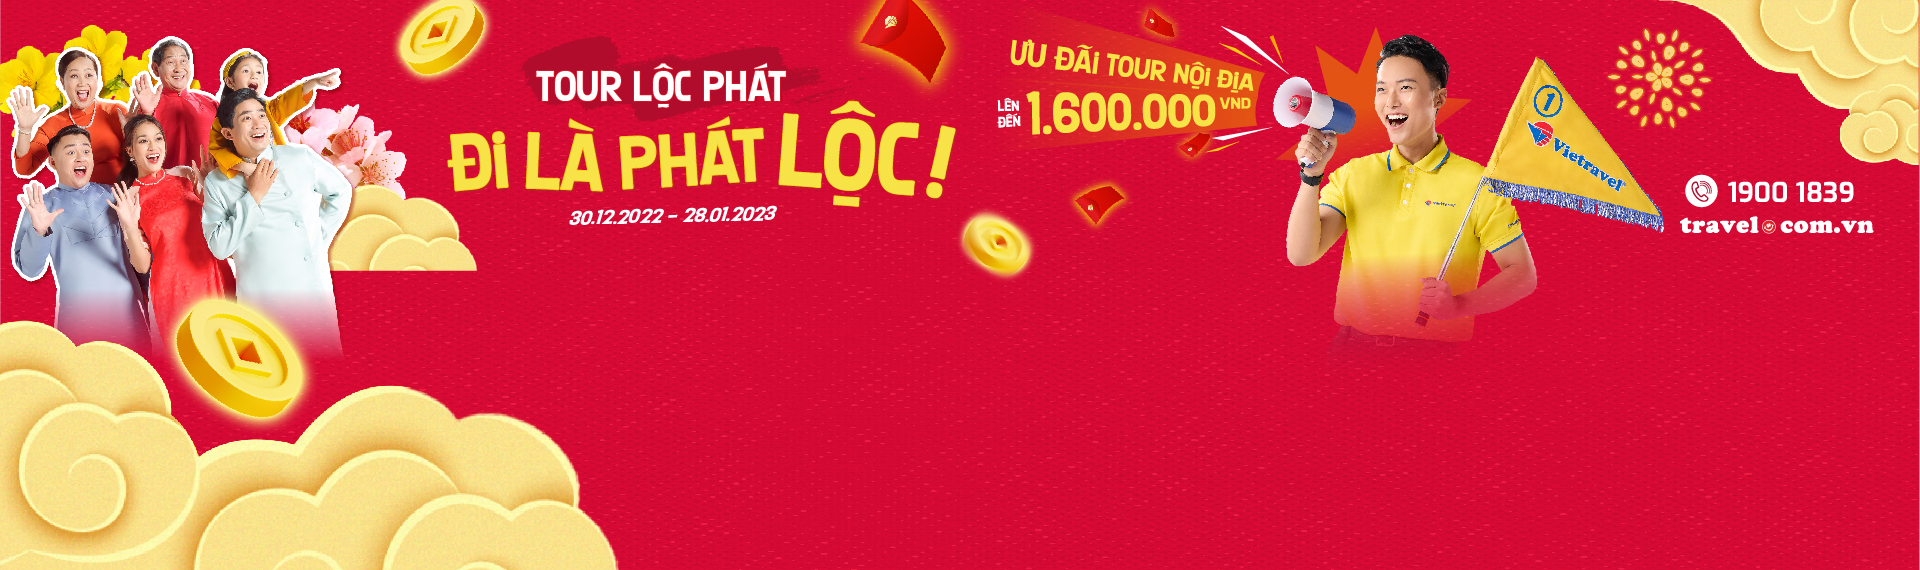 TOUR LỘC PHÁT
ĐI LÀ PHÁT LỘC!
30.12.2022 - 28.01.2023
ƯU ĐÃI TOUR NỘI ĐỊA
LÊN ĐẾN 1.600.000 VND
1
Vietravel
1900 1839
travel.com.vn